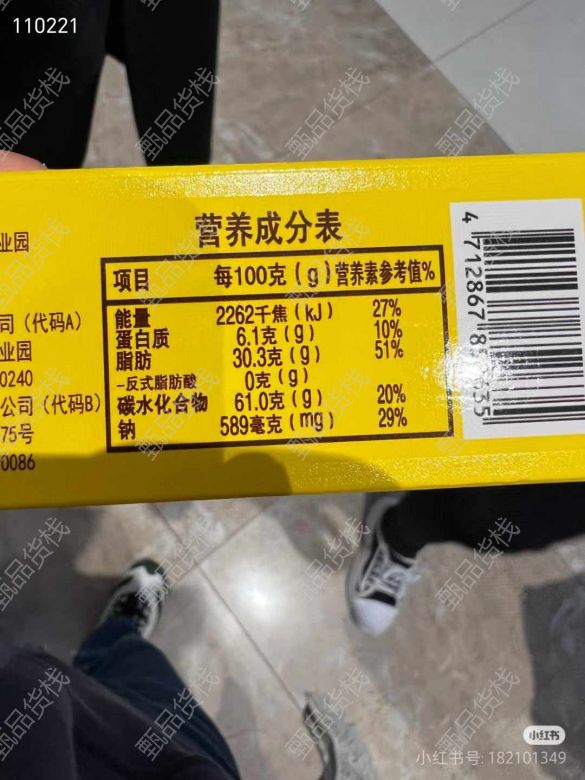 110221
营养成分表
项目 每100克(g) 营养素参考值%
能量 2262千焦(kJ) 27%
蛋白质 6.1克(g) 10%
脂肪 30.3克(g) 51%
–反式脂肪酸 0克(g)
碳水化合物 61.0克(g) 20%
钠 589毫克(mg) 29%
业园
司(代码A)
业园
0240
公司(代码B)
75号
0086
4 712867
635
甄品货栈
小红书
小红书号: 182101349